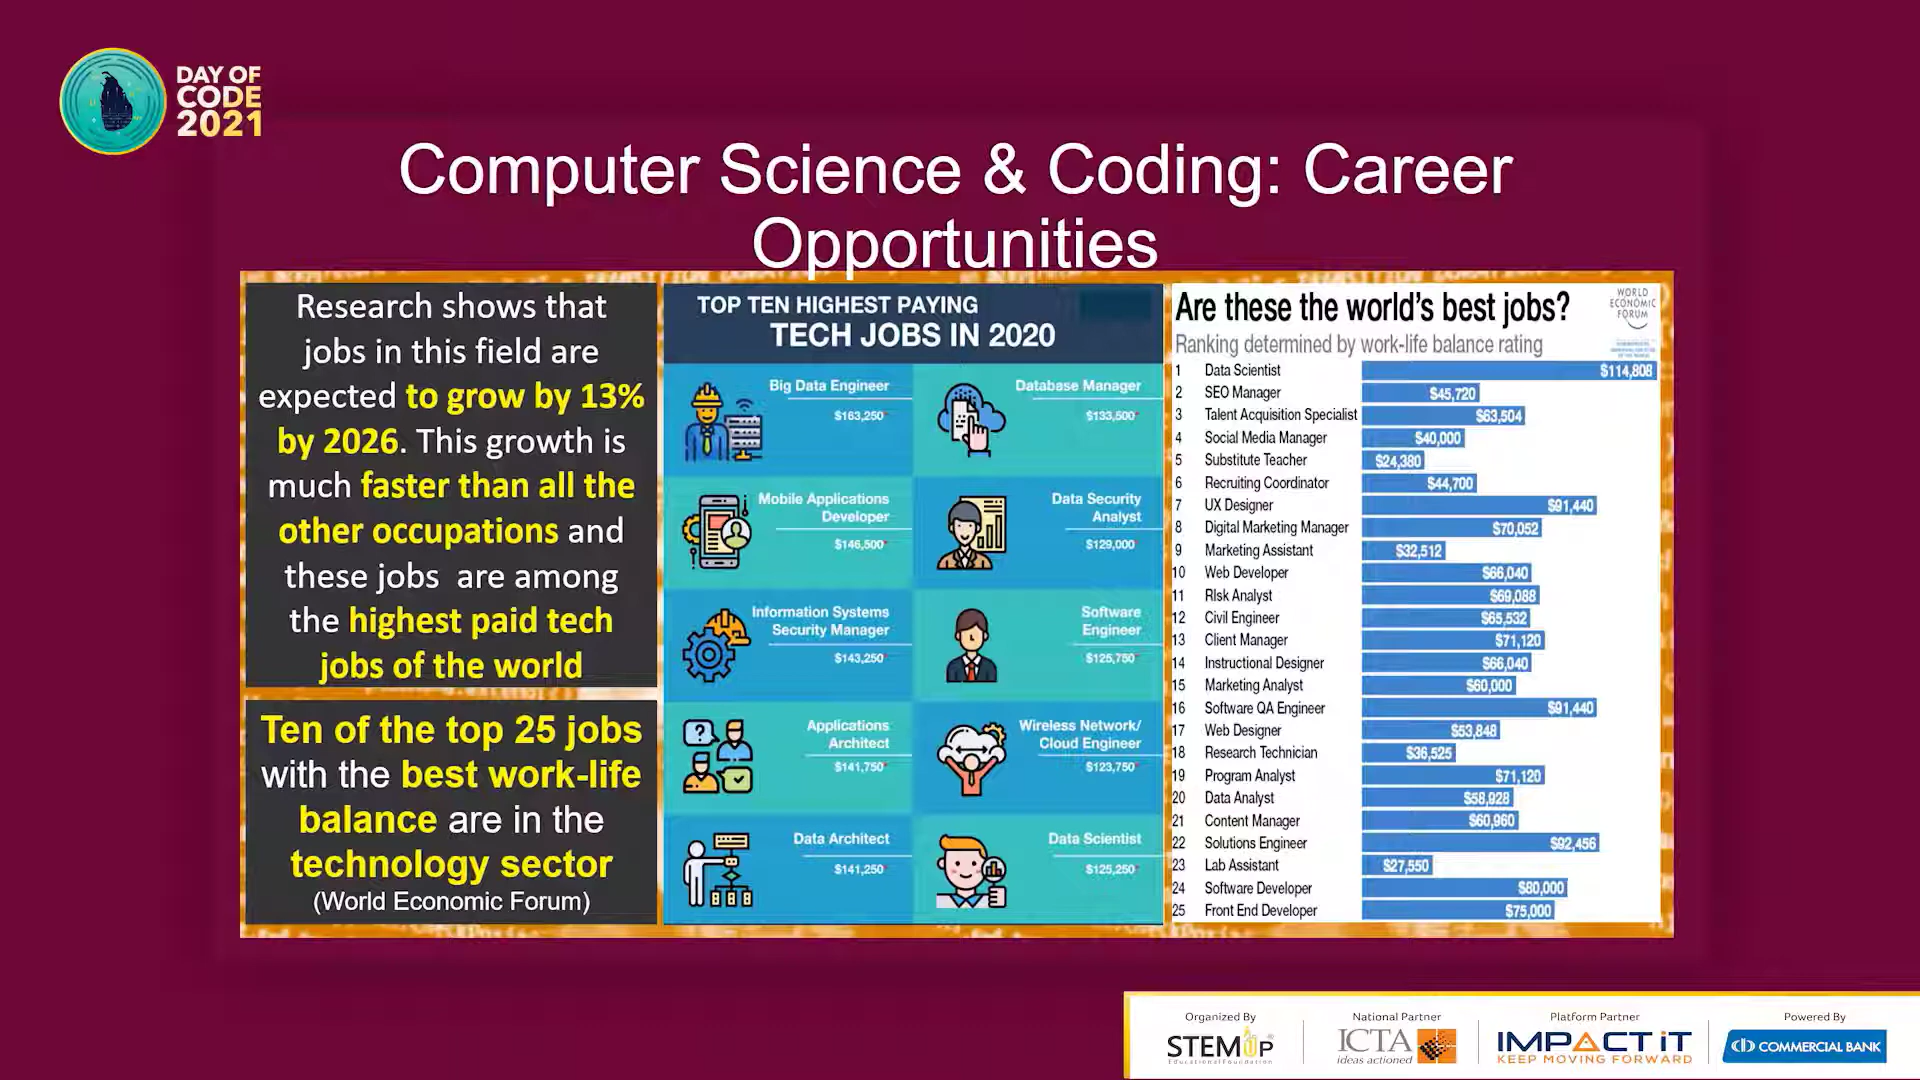 DAY OF
CODE
2021
Computer Science & Coding: Career
Opportunities
Research shows that
jobs in this field are
expected to grow by 13%
by 2026. This growth is
much faster than all the
other occupations and
these jobs are among
the highest paid tech
jobs of the world
Ten of the top 25 jobs
with the best work-life
balance are in the
technology sector
(World Economic Forum)
TOP TEN HIGHEST PAYING
TECH JOBS IN 2020
Big Data Engineer
$163,250*
Database Manager
$133,500*
Mobile Applications
Developer
$146,500*
Data Security
Analyst
$129,000*
Information Systems
Security Manager
$143,250*
Software
Engineer
$125,750*
Applications
Architect
$141,750*
Wireless Network/
Cloud Engineer
$123,750*
Data Architect
$141,250*
Data Scientist
$125,250*
Are these the world's best jobs?
WORLD
ECONOMIC
FORUM
Ranking determined by work-life balance rating
1 Data Scientist $114,808
2 SEO Manager $45,720
3 Talent Acquisition Specialist $63,504
4 Social Media Manager $40,000
5 Substitute Teacher $24,380
6 Recruiting Coordinator $44,700
7 UX Designer $91,440
8 Digital Marketing Manager $70,052
9 Marketing Assistant $32,512
10 Web Developer $66,040
11 RIsk Analyst $69,088
12 Civil Engineer $65,532
13 Client Manager $71,120
14 Instructional Designer $66,040
15 Marketing Analyst $60,000
16 Software QA Engineer $91,440
17 Web Designer $53,848
18 Research Technician $36,525
19 Program Analyst $71,120
20 Data Analyst $58,928
21 Content Manager $60,960
22 Solutions Engineer $92,456
23 Lab Assistant $27,550
24 Software Developer $80,000
25 Front End Developer $75,000
Organized By
STEMUP
Educational Foundation
National Partner
ICTA
ideas actioned
Platform Partner
IMPACT iT
KEEP MOVING FORWARD
Powered By
COMMERCIAL BANK